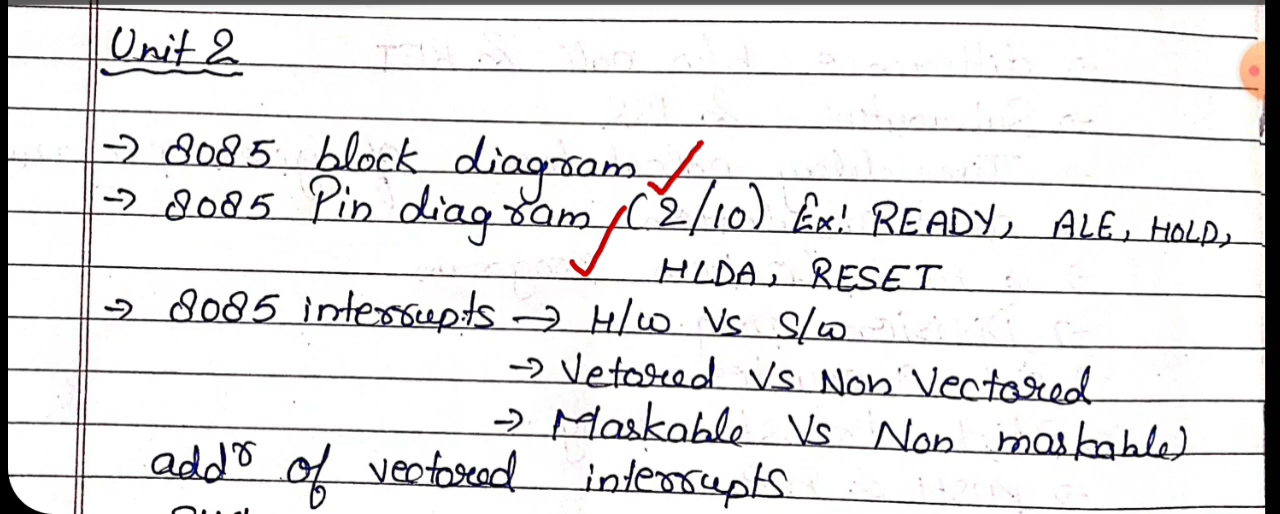 Unit 2
→ 8085 block diagram
→ 8085 Pin diagram (2/10) Ex! READY, ALE, HOLD,
HLDA, RESET
→ 8085 interrupts → H/w Vs S/w
→ Vetored Vs Non Vectored
→ Maskable Vs Non maskable)
addr of vectored interrupts